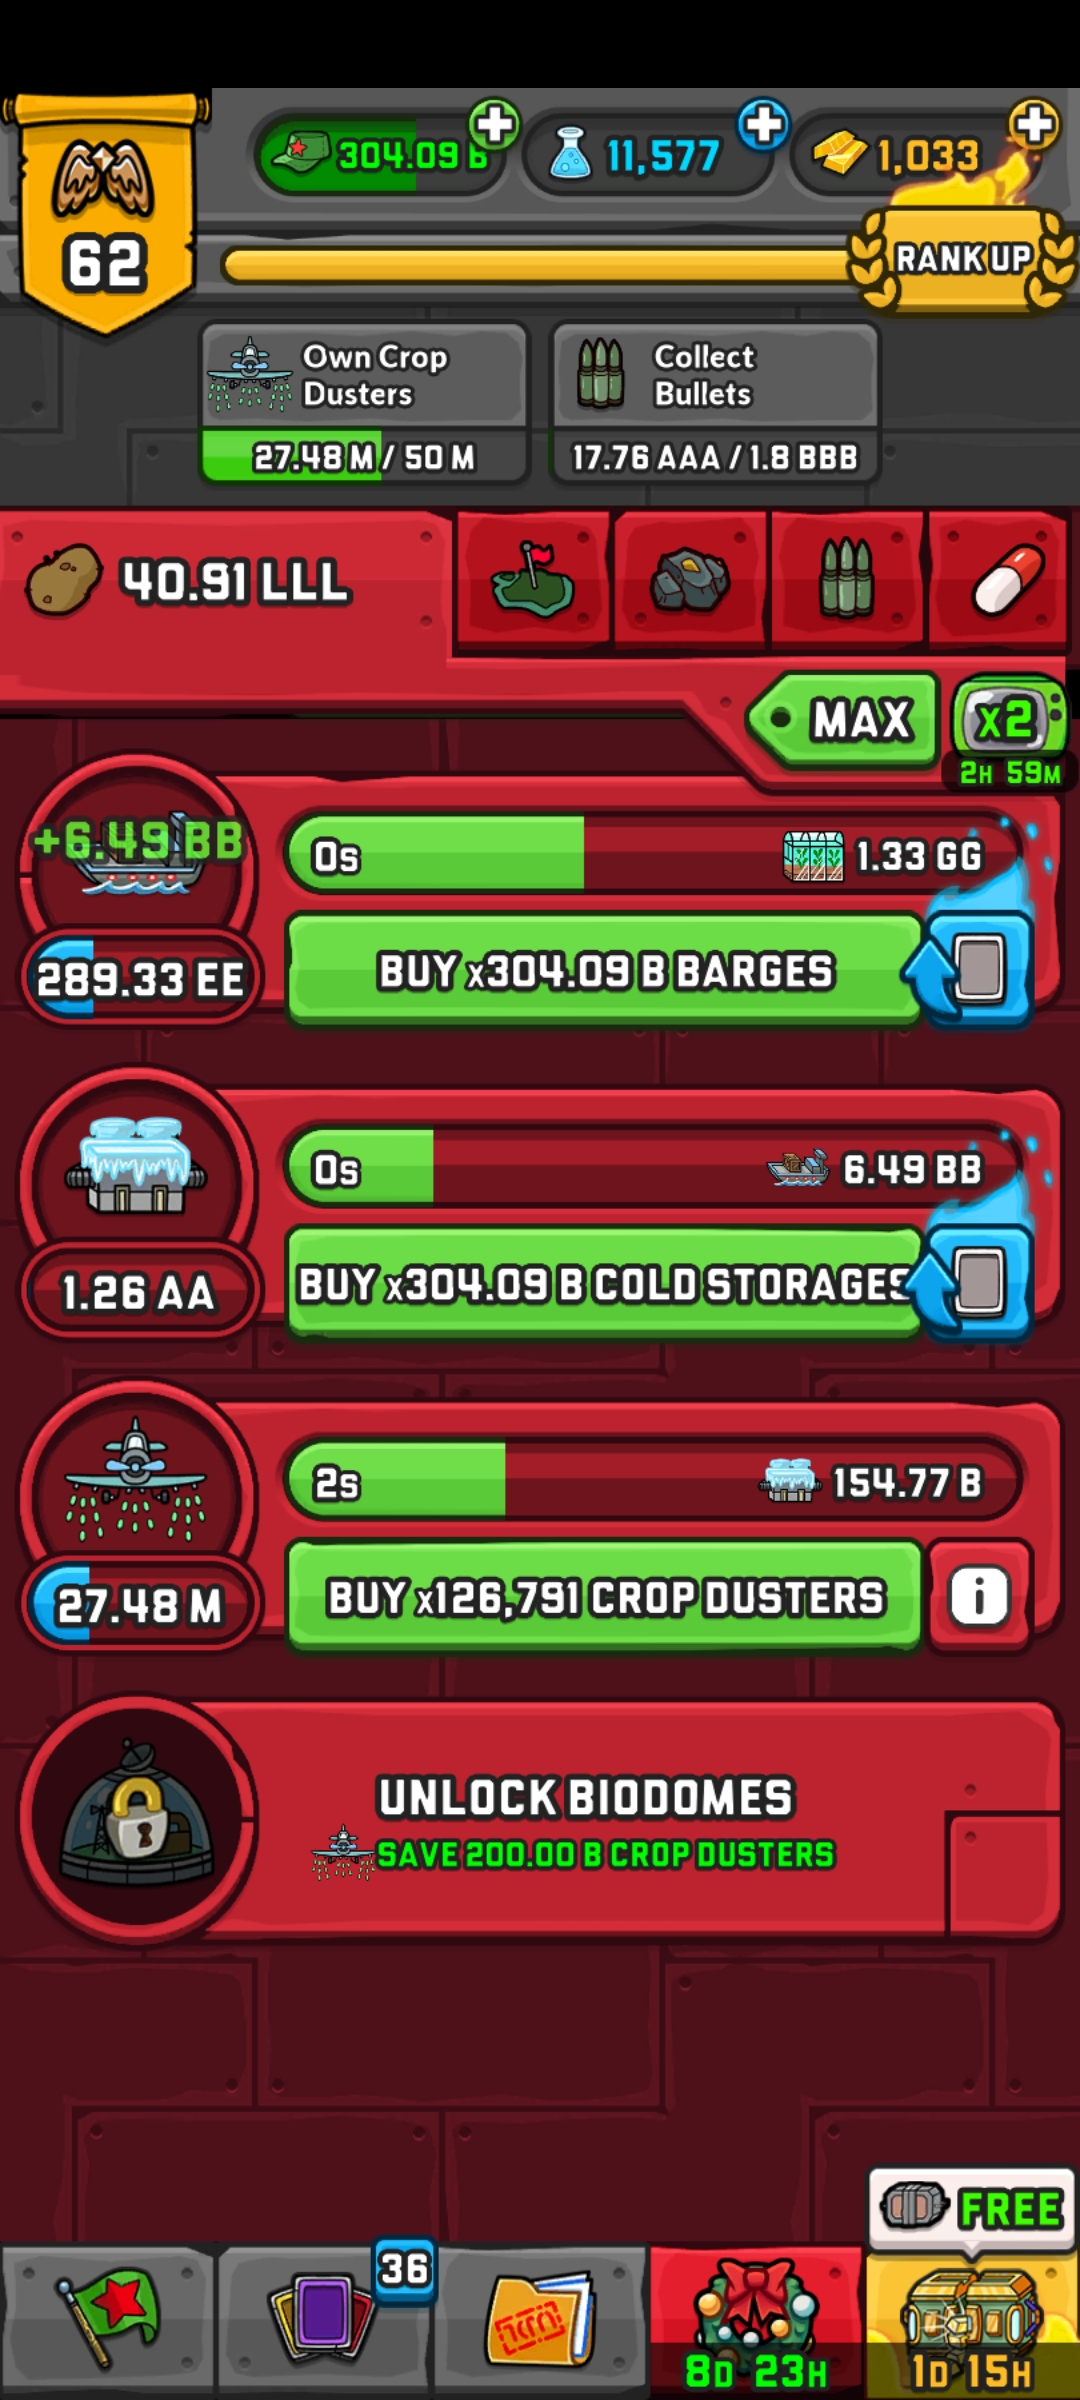 304.09 B
11,577
1,033
62
RANK UP
Own Crop
Dusters
27.48 M / 50 M
Collect
Bullets
17.76 AAA / 1.8 BBB
40.91 LLL
MAX
x2
2H 59M
+6.49 BB
0s
1.33 GG
289.33 EE
BUY x304.09 B BARGES
0s
6.49 BB
1.26 AA
BUY x304.09 B COLD STORAGES
2s
154.77 B
27.48 M
BUY x126,791 CROP DUSTERS
i
UNLOCK BIODOMES
SAVE 200.00 B CROP DUSTERS
FREE
36
8D 23H
1D 15H